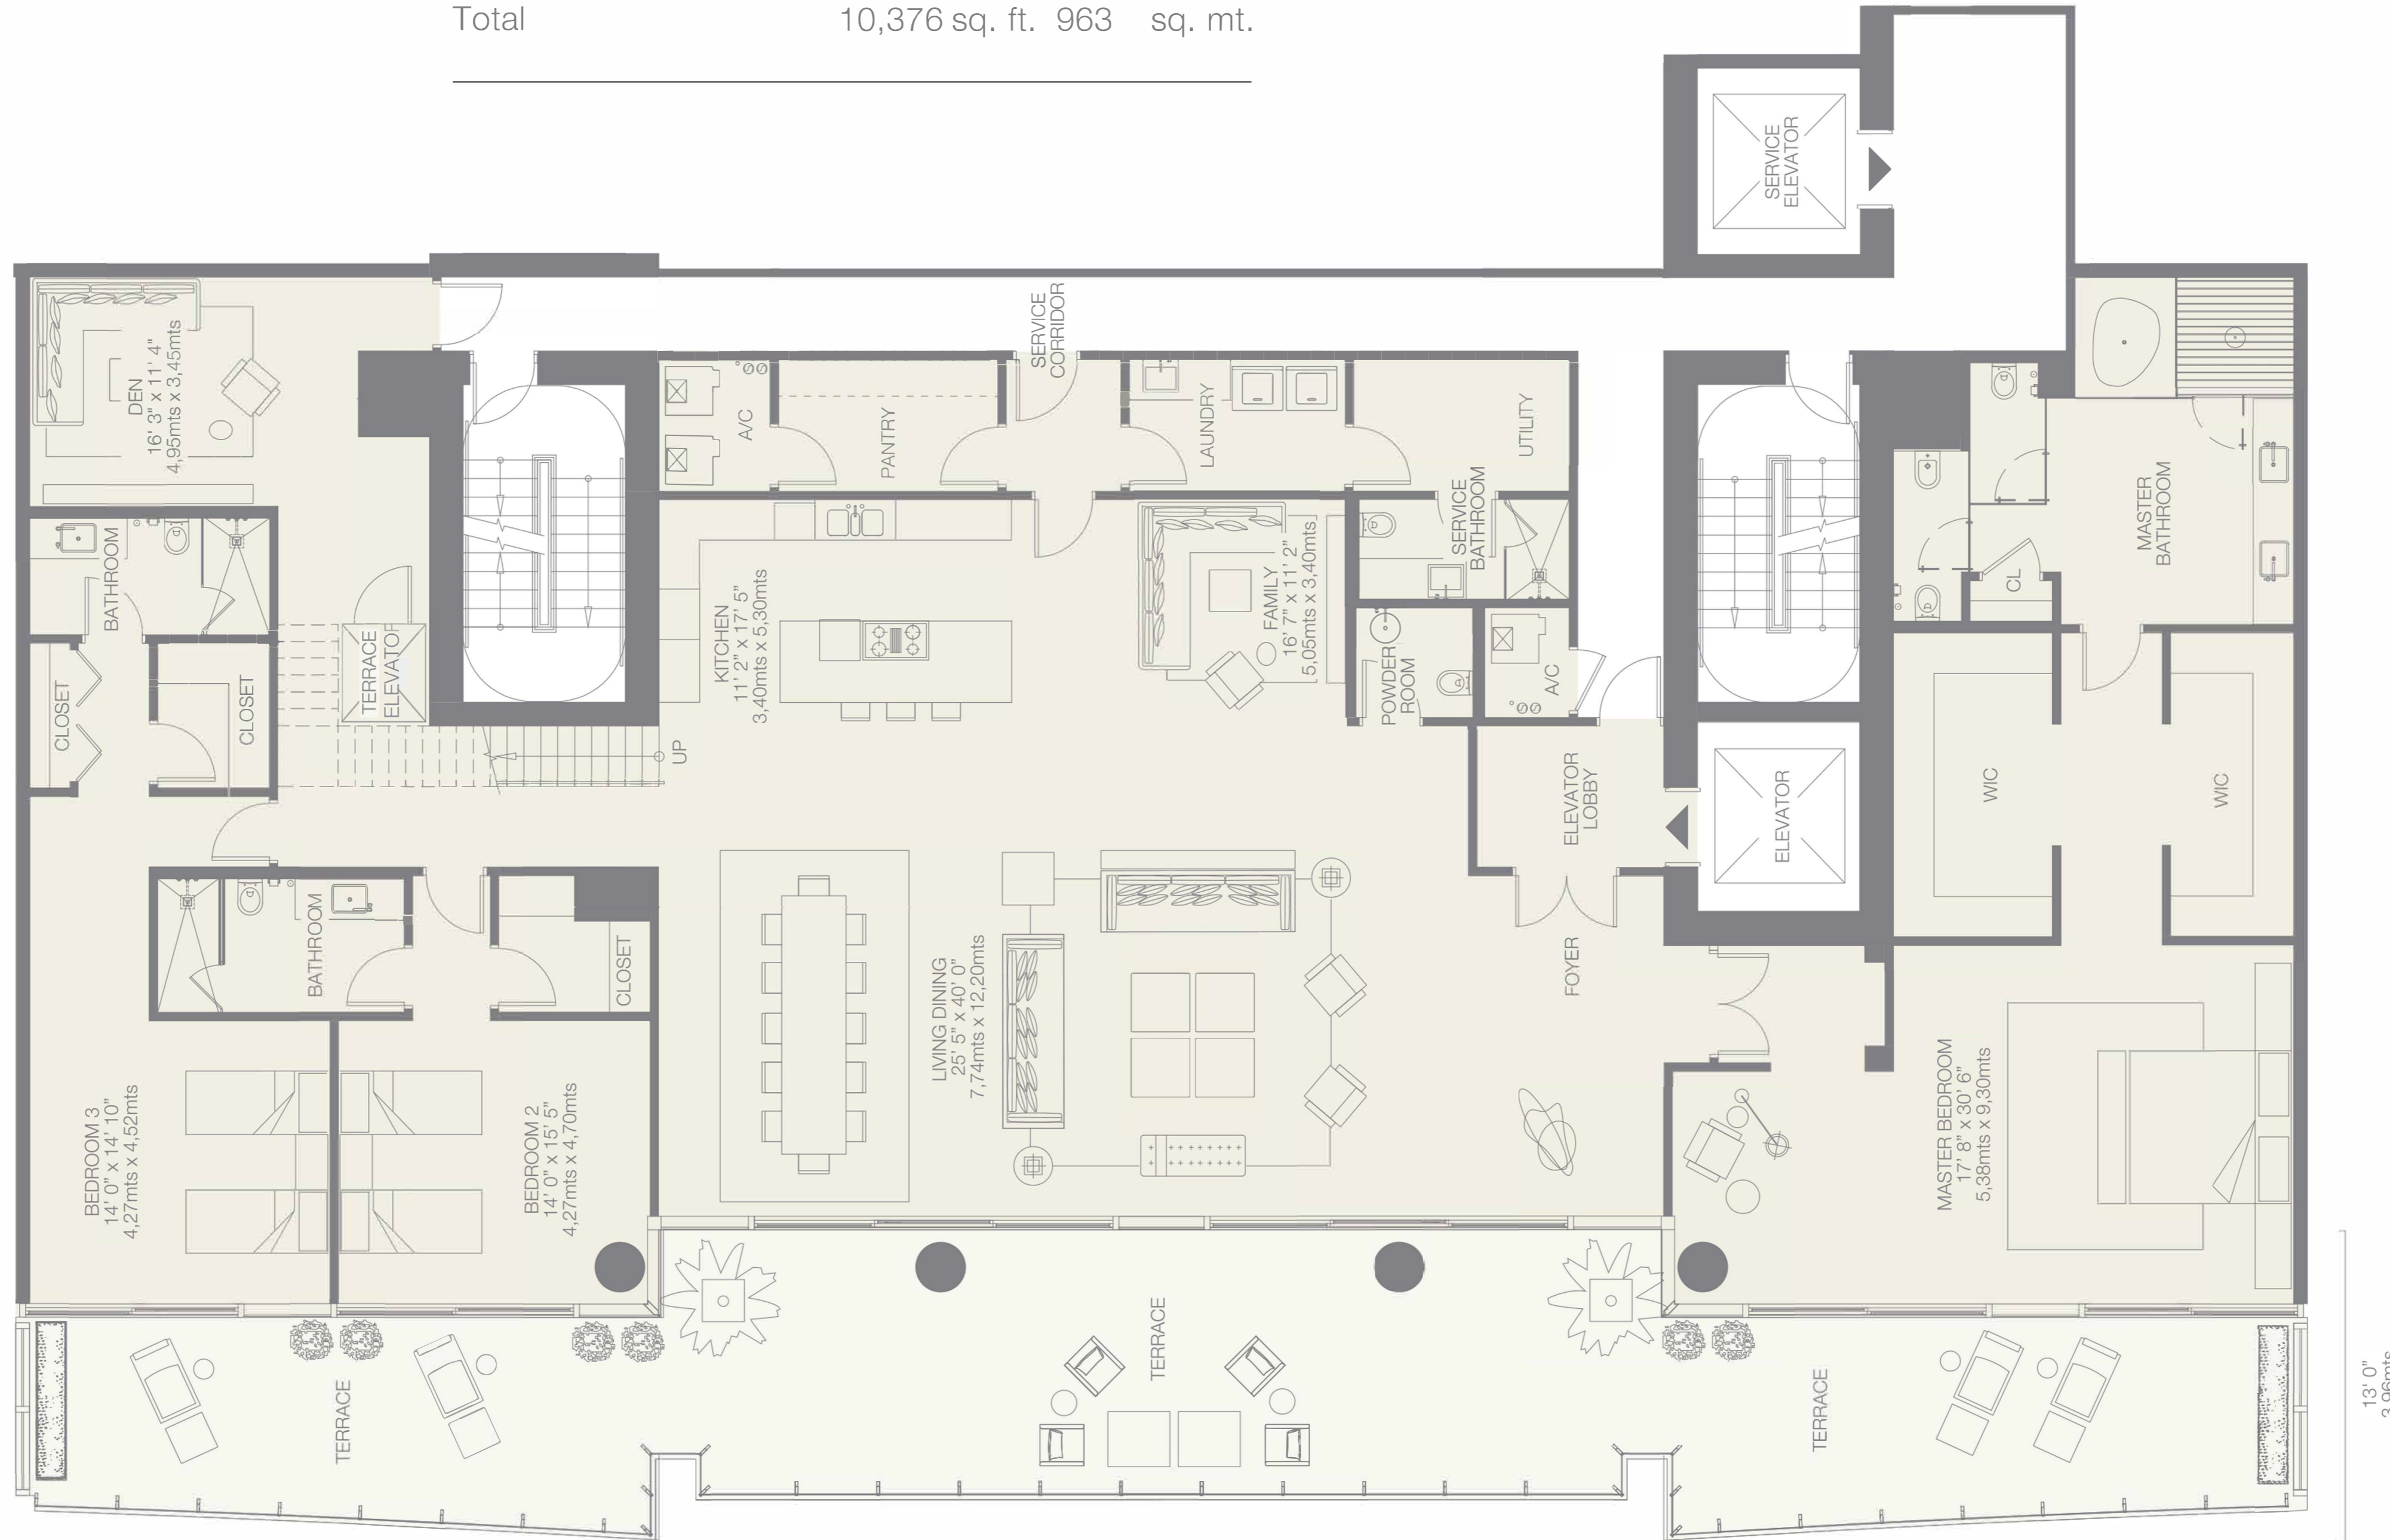 Total 10,376 sq. ft. 963 sq. mt.
SERVICE
ELEVATOR
SERVICE
CORRIDOR
DEN
16' 3" x 11' 4"
4,95mts x 3,45mts
A/C
PANTRY
LAUNDRY
UTILITY
BATHROOM
SERVICE
BATHROOM
MASTER
BATHROOM
CL
CLOSET
CLOSET
TERRACE
ELEVATOR
KITCHEN
11' 2" x 17' 5"
3,40mts x 5,30mts
FAMILY
16' 7" x 11' 2"
5,05mts x 3,40mts
POWDER
ROOM
A/C
UP
ELEVATOR
LOBBY
ELEVATOR
WIC
WIC
BATHROOM
CLOSET
LIVING DINING
25' 5" x 40' 0"
7,74mts x 12,20mts
FOYER
BEDROOM 3
14' 0" x 14' 10"
4,27mts x 4,52mts
BEDROOM 2
14' 0" x 15' 5"
4,27mts x 4,70mts
MASTER BEDROOM
17' 8" x 30' 6"
5,38mts x 9,30mts
TERRACE
TERRACE
TERRACE
13' 0"
3,96mts